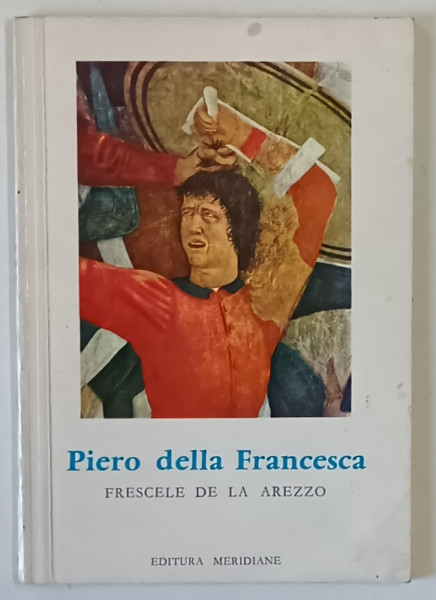 Piero della Francesca
FRESCELE DE LA AREZZO
EDITURA MERIDIANE